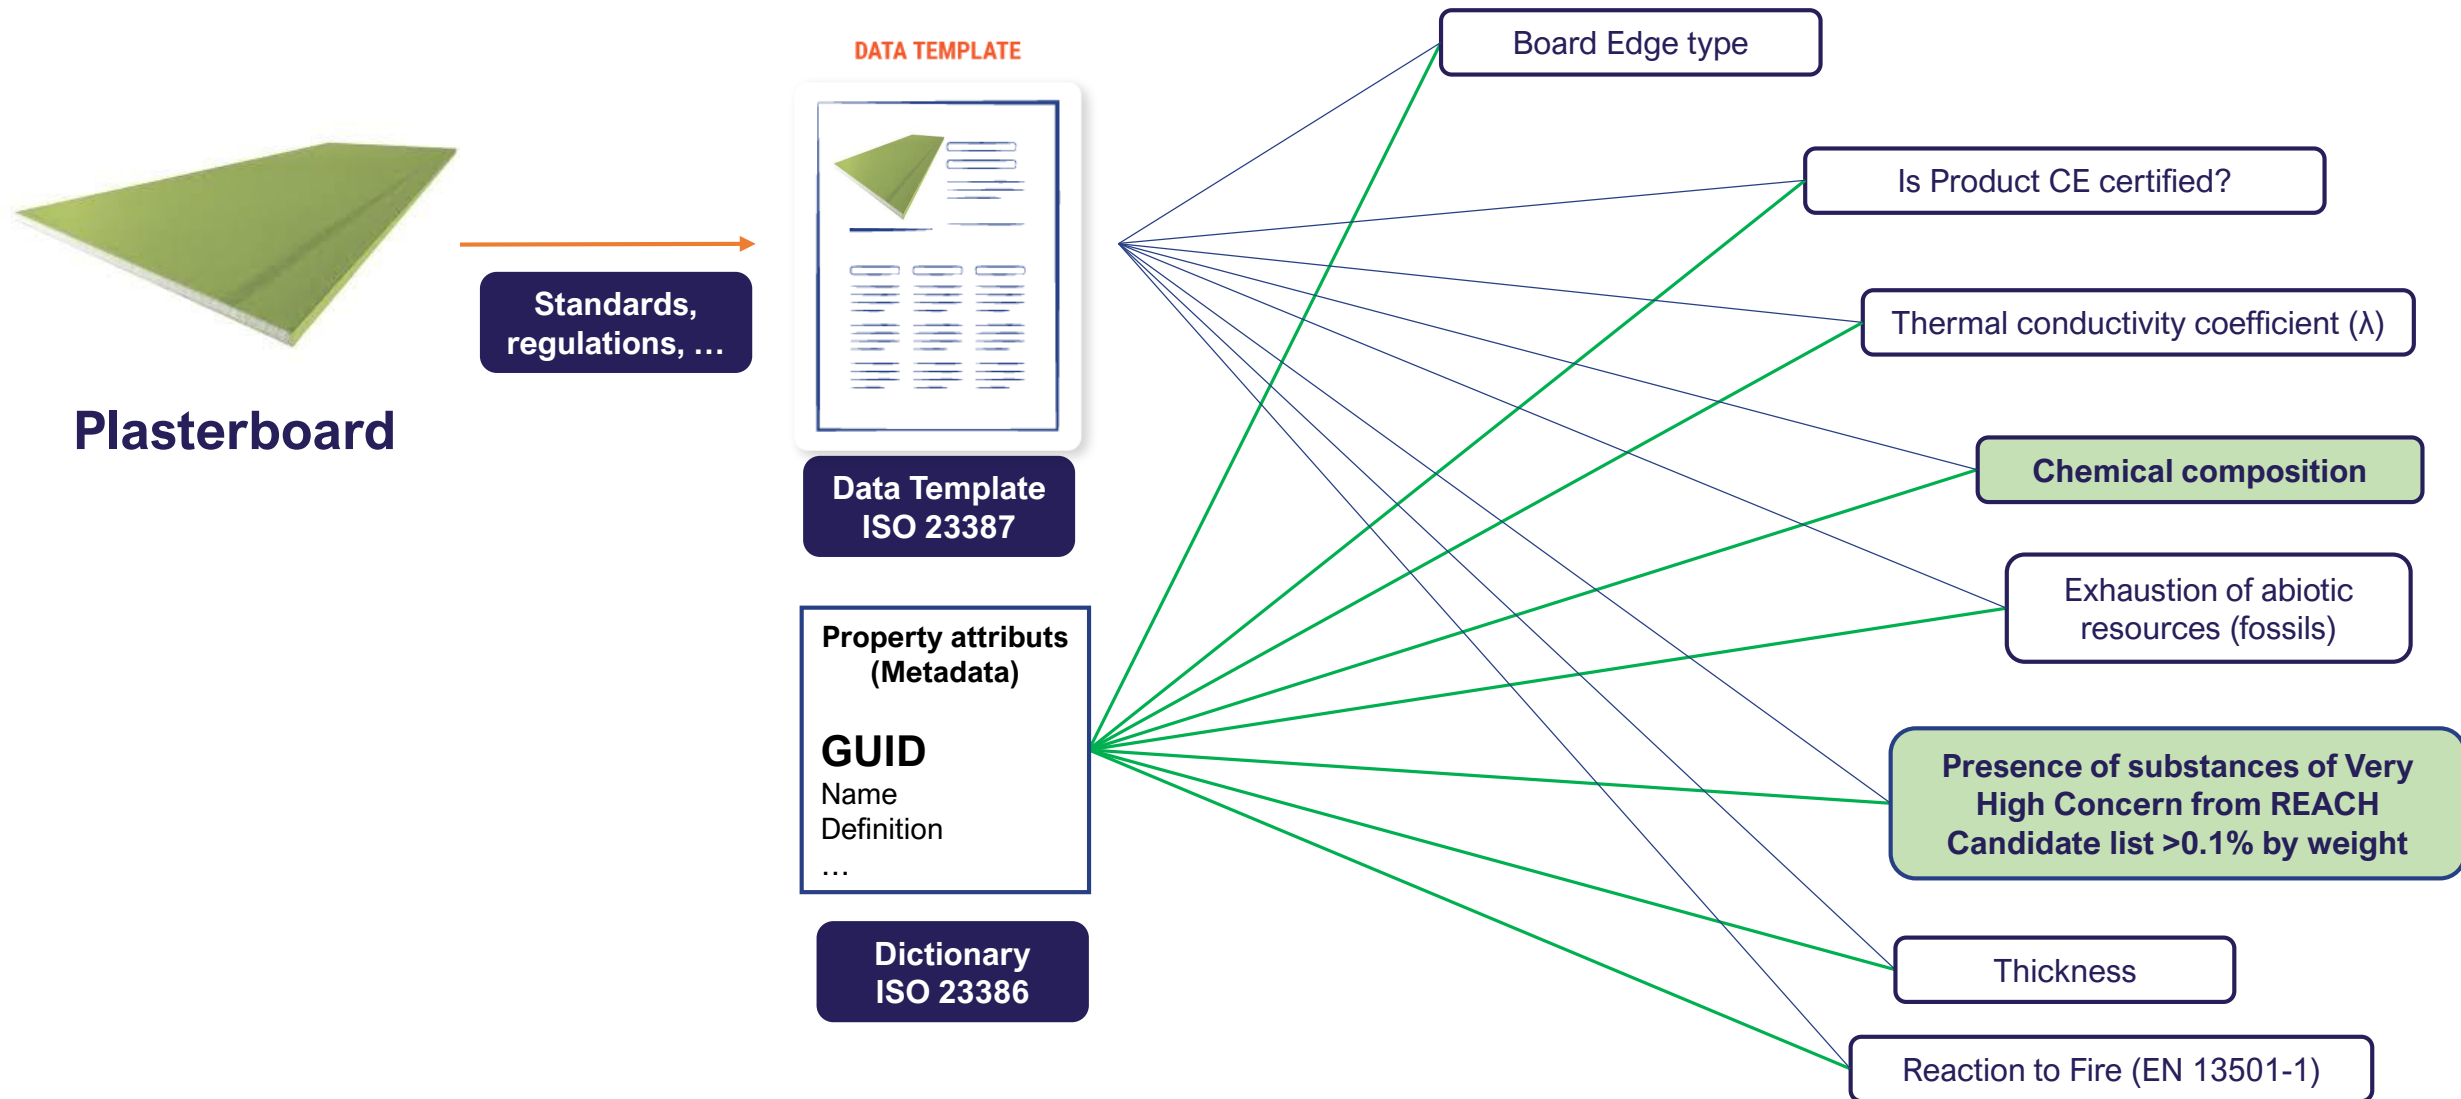 DATA TEMPLATE
Plasterboard
Standards,
regulations, …
Data Template
ISO 23387
Property attributs
(Metadada)
GUID
Name
Definition
…
Dictionary
ISO 23386
Board Edge type
Is Product CE certified?
Thermal conductivity coefficient (λ)
Chemical composition
Exhaustion of abiotic
resources (fossils)
Presence of substances of Very
High Concern from REACH
Candidate list >0.1% by weight
Thickness
Reaction to Fire (EN 13501-1)